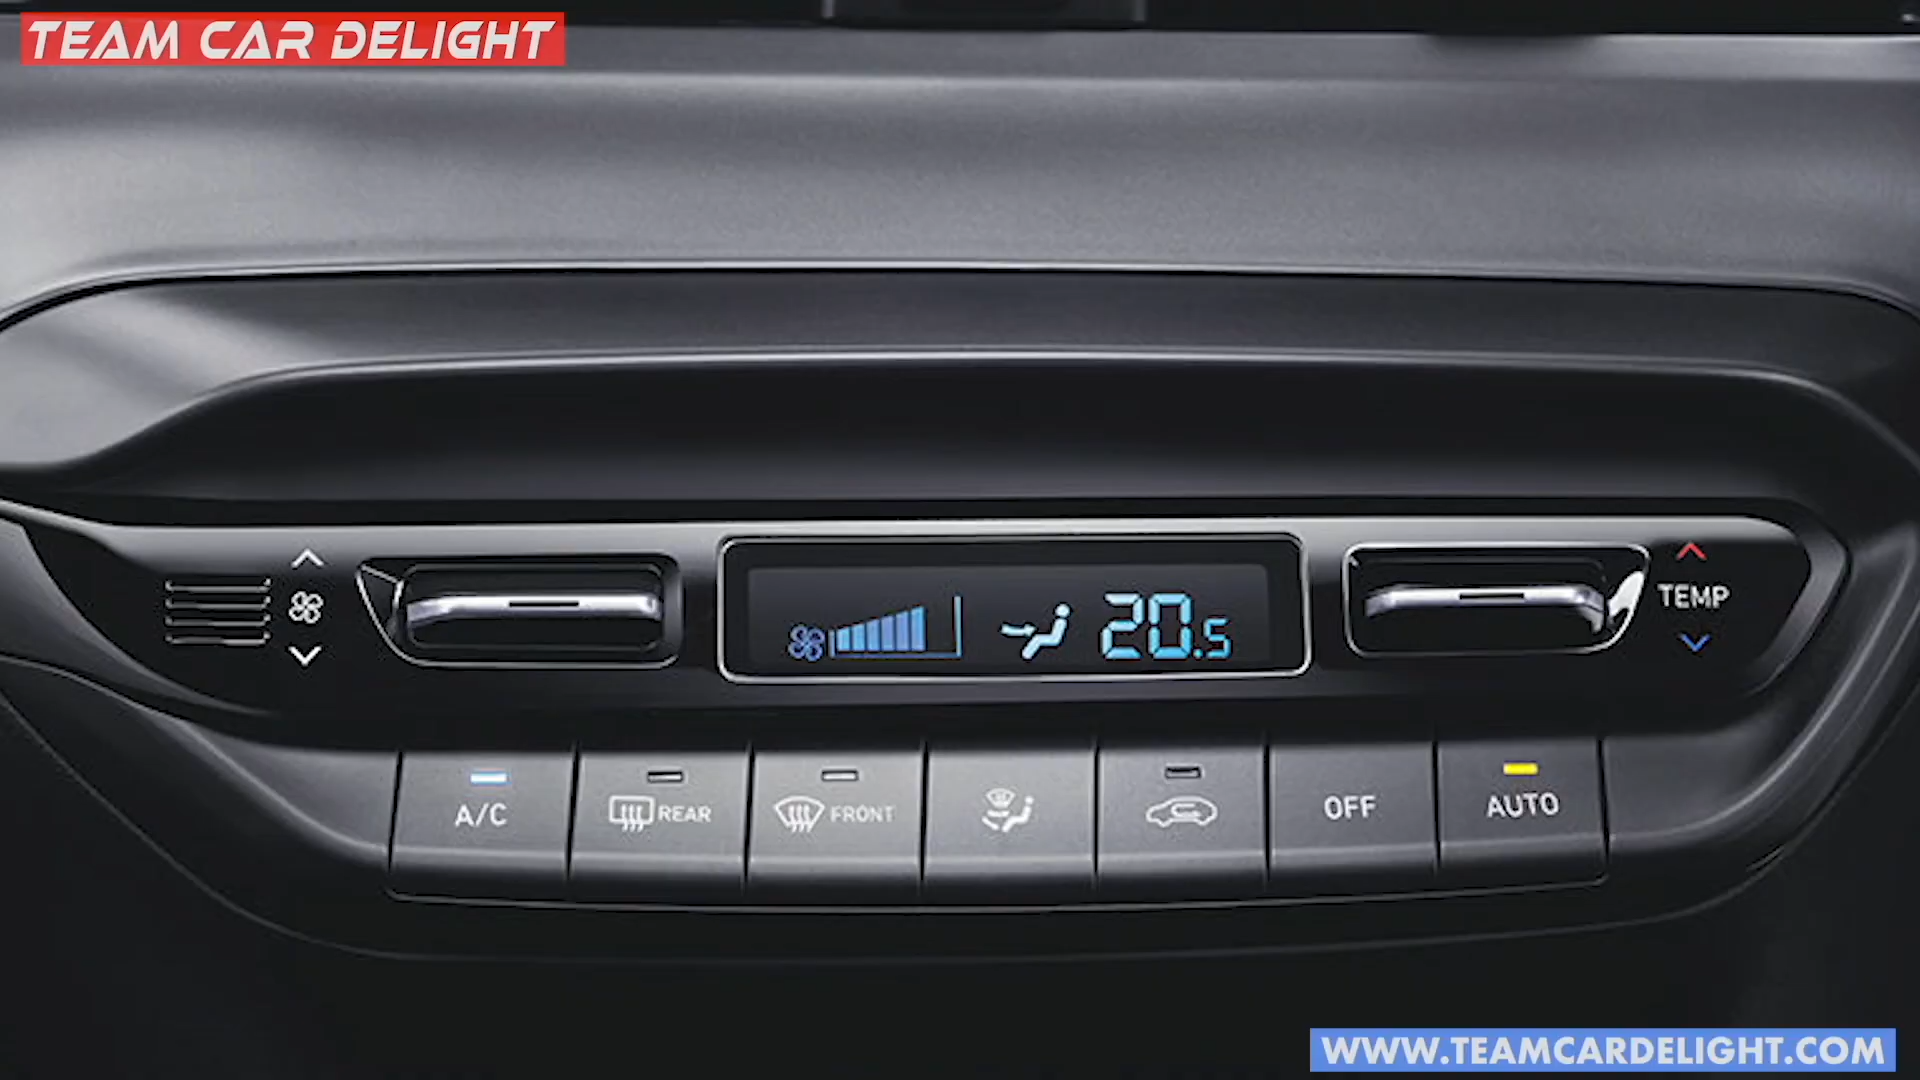 TEAM CAR DELIGHT
20.5
TEMP
A/C
REAR
FRONT
OFF
AUTO
WWW.TEAMCARDELIGHT.COM